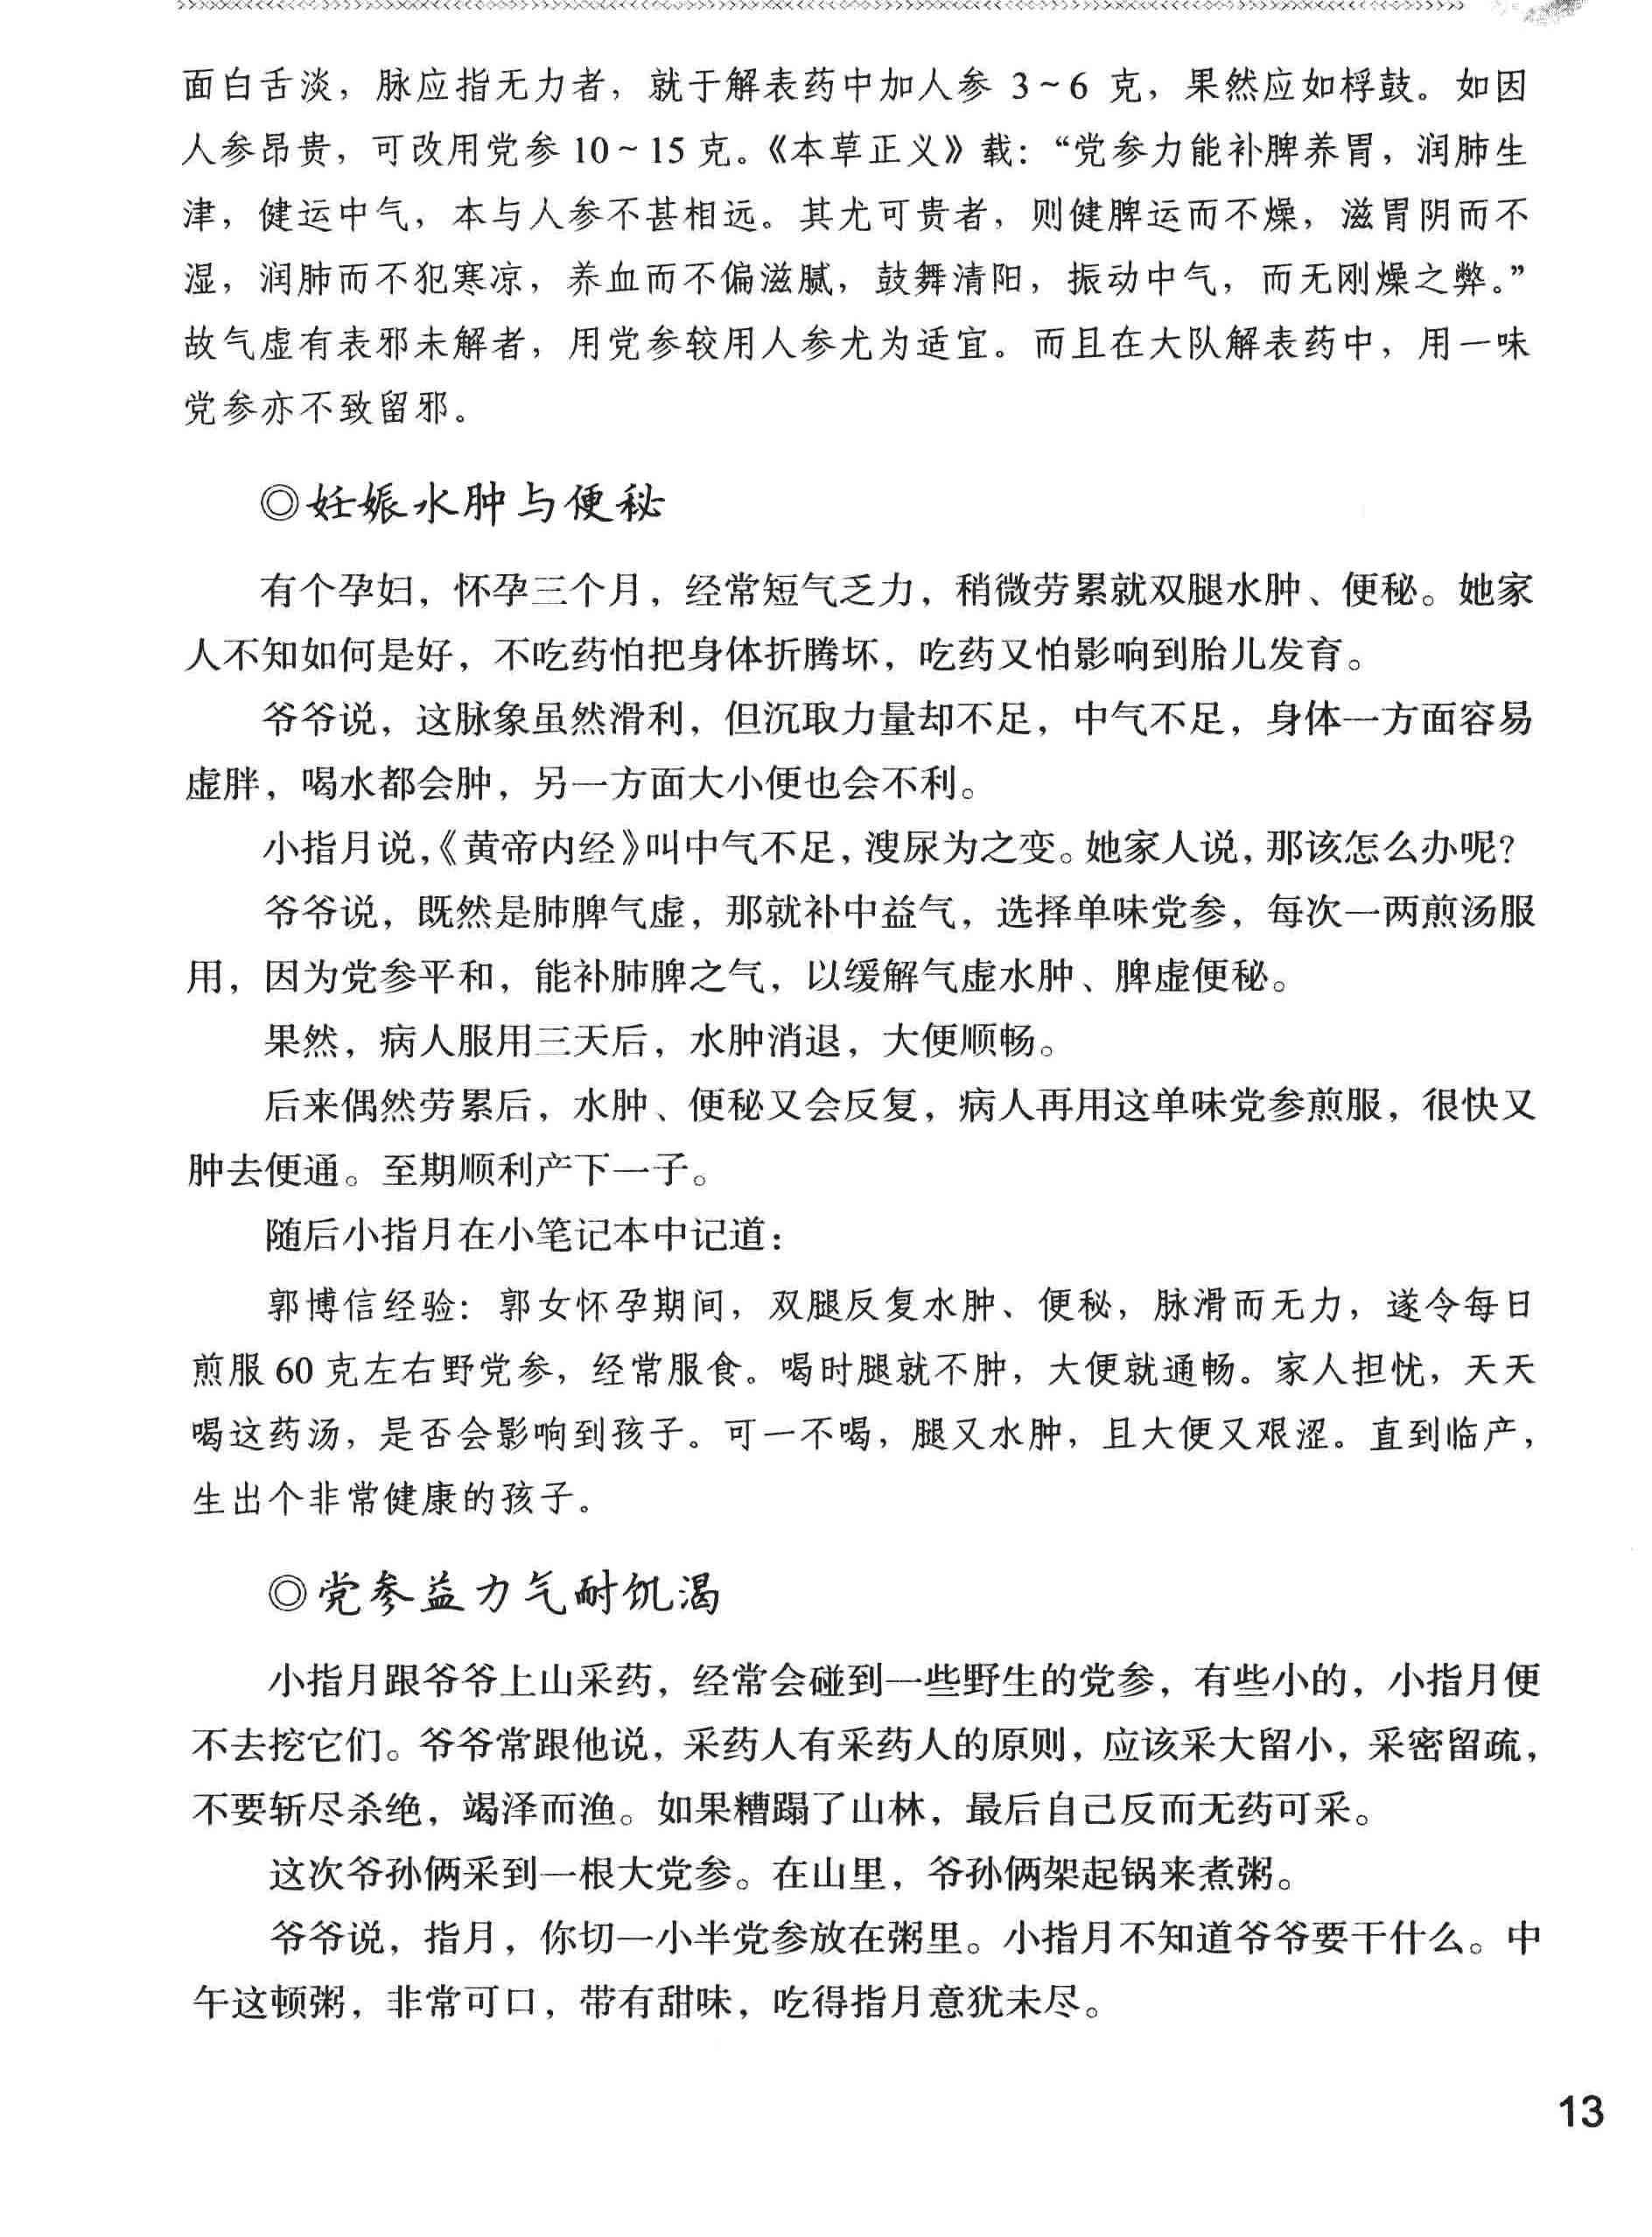 面白舌淡，脉应指无力者，就于解表药中加人参 3～6 克，果然应如桴鼓。如因
人参昂贵，可改用党参 10～15 克。《本草正义》载：“党参力能补脾养胃，润肺生
津，健运中气，本与人参不甚相远。其尤可贵者，则健脾运而不燥，滋胃阴而不
湿，润肺而不犯寒凉，养血而不偏滋腻，鼓舞清阳，振动中气，而无刚燥之弊。”
故气虚有表邪未解者，用党参较用人参尤为适宜。而且在大队解表药中，用一味
党参亦不致留邪。
◎妊娠水肿与便秘
有个孕妇，怀孕三个月，经常短气乏力，稍微劳累就双腿水肿、便秘。她家
人不知如何是好，不吃药怕把身体折腾坏，吃药又怕影响到胎儿发育。
爷爷说，这脉象虽然滑利，但沉取力量却不足，中气不足，身体一方面容易
虚胖，喝水都会肿，另一方面大小便也会不利。
小指月说，《黄帝内经》叫中气不足，溲尿为之变。她家人说，那该怎么办呢？
爷爷说，既然是肺脾气虚，那就补中益气，选择单味党参，每次一两煎汤服
用，因为党参平和，能补肺脾之气，以缓解气虚水肿、脾虚便秘。
果然，病人服用三天后，水肿消退，大便顺畅。
后来偶然劳累后，水肿、便秘又会反复，病人再用这单味党参煎服，很快又
肿去便通。至期顺利产下一子。
随后小指月在小笔记本中记道：
郭博信经验：郭女怀孕期间，双腿反复水肿、便秘，脉滑而无力，遂令每日
煎服 60 克左右野党参，经常服食。喝时腿就不肿，大便就通畅。家人担忧，天天
喝这药汤，是否会影响到孩子。可一不喝，腿又水肿，且大便又艰涩。直到临产，
生出个非常健康的孩子。
◎党参益力气耐饥渴
小指月跟爷爷上山采药，经常会碰到一些野生的党参，有些小的，小指月便
不去挖它们。爷爷常跟他说，采药人有采药人的原则，应该采大留小，采密留疏，
不要斩尽杀绝，竭泽而渔。如果糟蹋了山林，最后自己反而无药可采。
这次爷孙俩采到一根大党参。在山里，爷孙俩架起锅来煮粥。
爷爷说，指月，你切一小半党参放在粥里。小指月不知道爷爷要干什么。中
午这顿粥，非常可口，带有甜味，吃得指月意犹未尽。
13